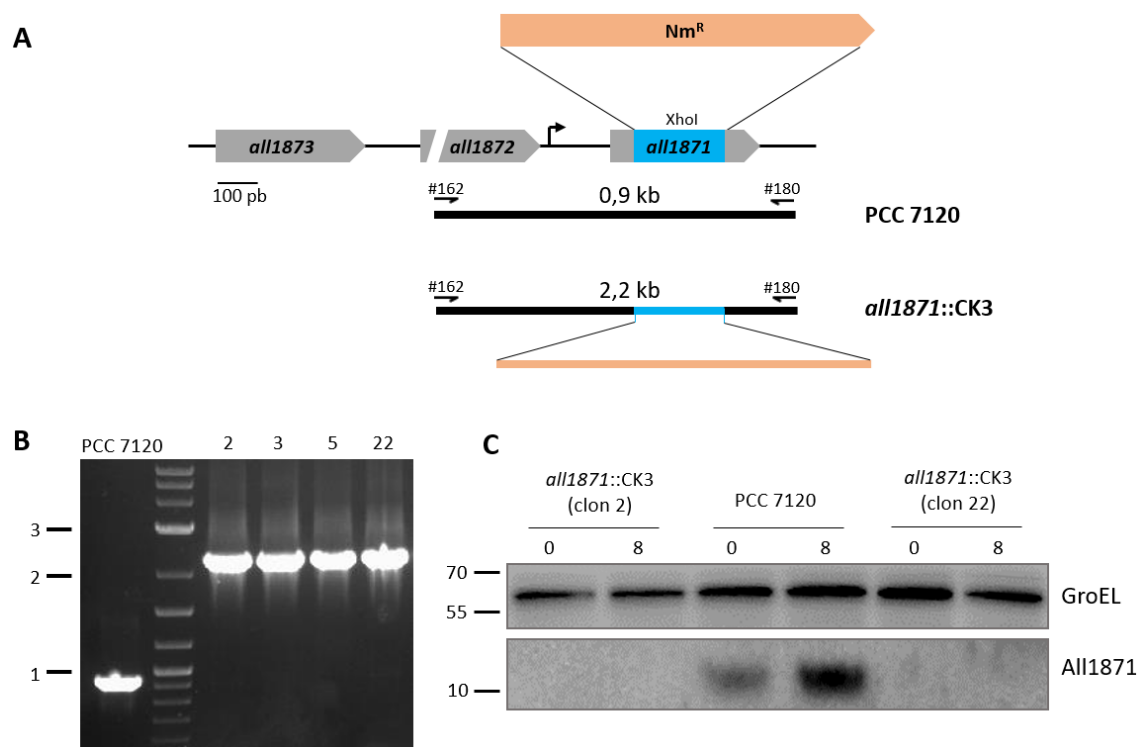 A
Nm^R
XhoI
all1873
all1872
all1871
100 pb
#162
0,9 kb
#180
PCC 7120
#162
2,2 kb
#180
all1871::CK3
B
PCC 7120 2 3 5 22
3
2
1
C
all1871::CK3
(clon 2)
PCC 7120
all1871::CK3
(clon 22)
0 8 0 8 0 8
70
55
GroEL
10
All1871